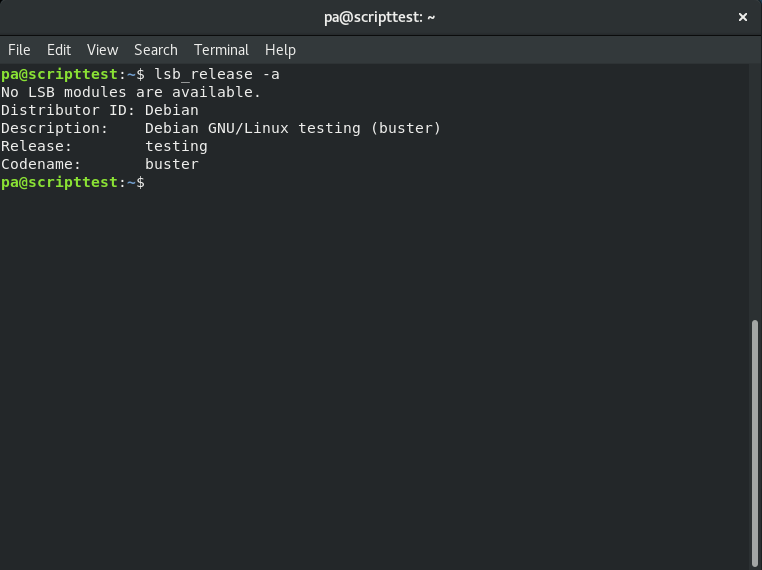 pa@scripttest: ~
×
File Edit View Search Terminal Help
pa@scripttest:~$ lsb_release -a
No LSB modules are available.
Distributor ID: Debian
Description:    Debian GNU/Linux testing (buster)
Release:        testing
Codename:       buster
pa@scripttest:~$